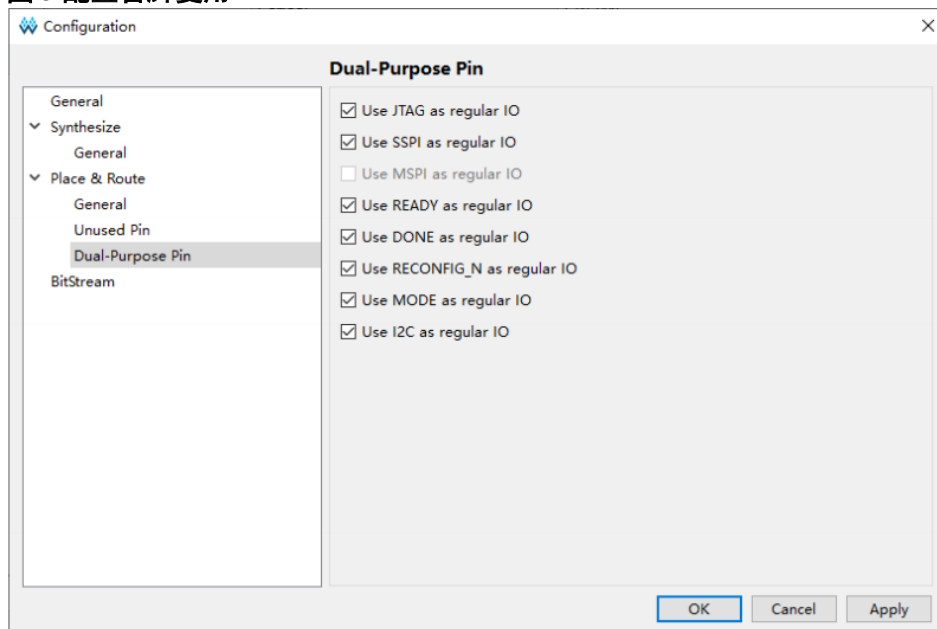 Configuration
Dual-Purpose Pin
General
Synthesize
General
Place & Route
General
Unused Pin
Dual-Purpose Pin
BitStream
Use JTAG as regular IO
Use SSPI as regular IO
Use MSPI as regular IO
Use READY as regular IO
Use DONE as regular IO
Use RECONFIG_N as regular IO
Use MODE as regular IO
Use I2C as regular IO
OK
Cancel
Apply